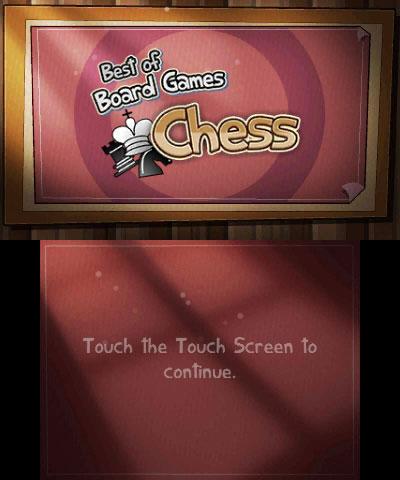 Best of
Board Games
Chess
Touch the Touch Screen to
continue.